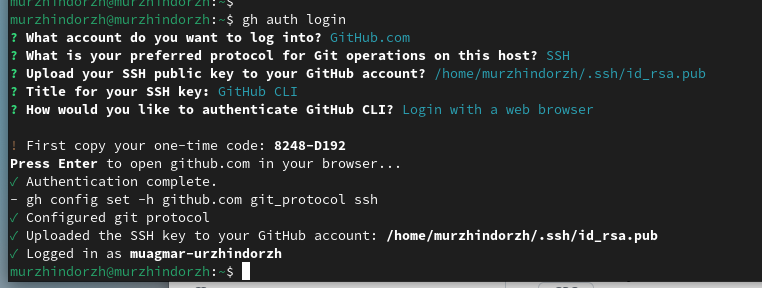 murzhindorzh@murzhindorzh:~$
murzhindorzh@murzhindorzh:~$ gh auth login
? What account do you want to log into? GitHub.com
? What is your preferred protocol for Git operations on this host? SSH
? Upload your SSH public key to your GitHub account? /home/murzhindorzh/.ssh/id_rsa.pub
? Title for your SSH key: GitHub CLI
? How would you like to authenticate GitHub CLI? Login with a web browser
! First copy your one-time code: 8248-D192
Press Enter to open github.com in your browser...
✓ Authentication complete.
- gh config set -h github.com git_protocol ssh
✓ Configured git protocol
✓ Uploaded the SSH key to your GitHub account: /home/murzhindorzh/.ssh/id_rsa.pub
✓ Logged in as muagmar-urzhindorzh
murzhindorzh@murzhindorzh:~$